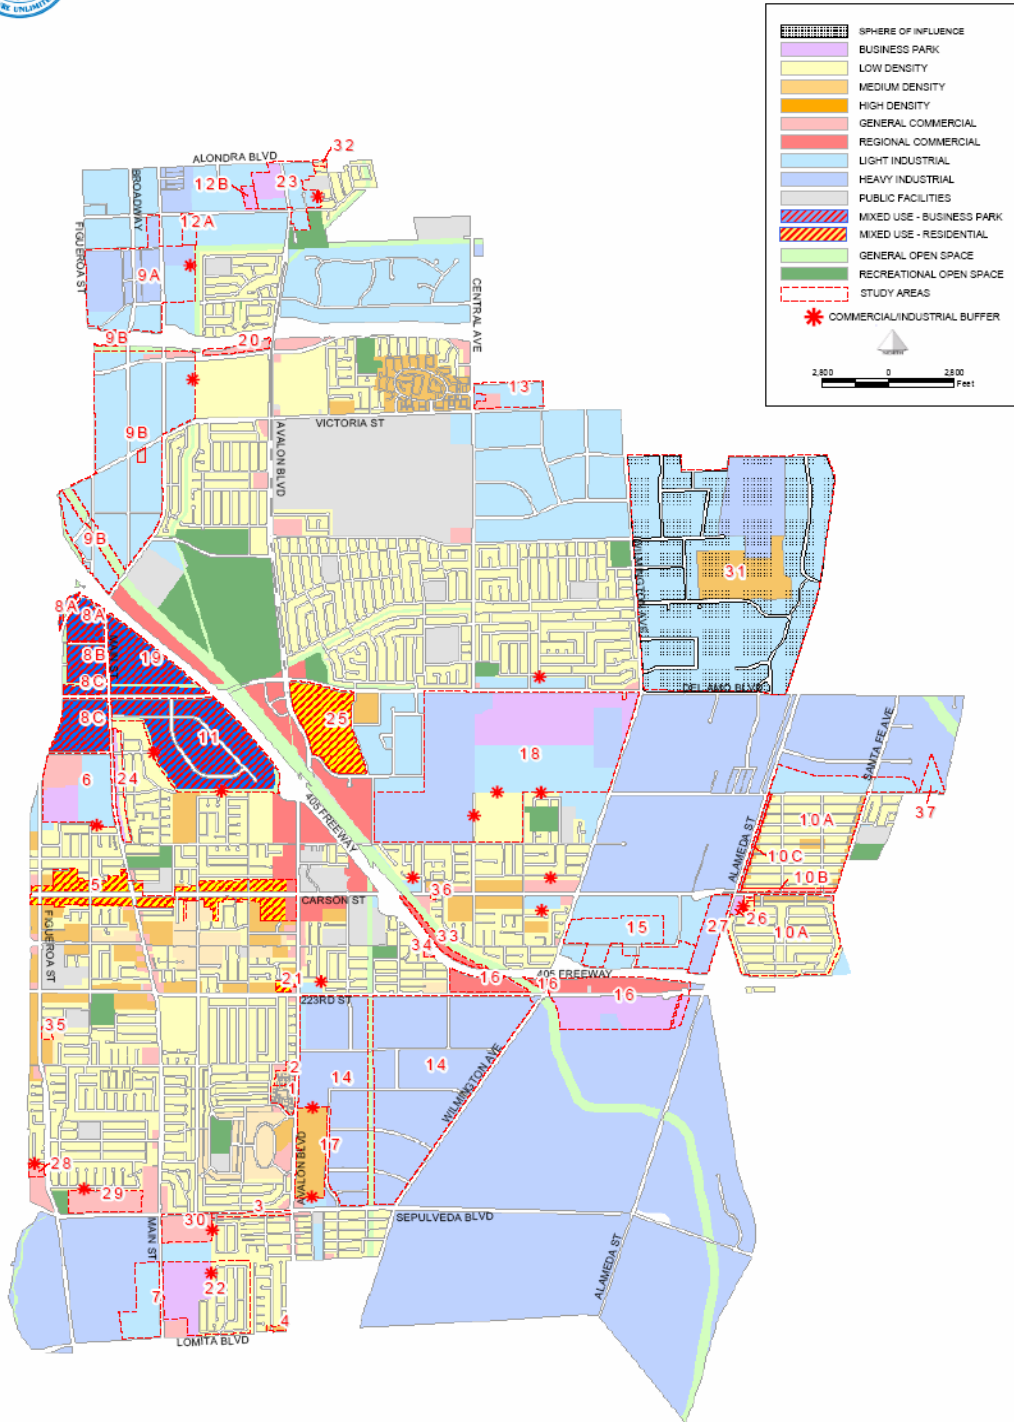 URE UNLIMITE
SPHERE OF INFLUENCE
BUSINESS PARK
LOW DENSITY
MEDIUM DENSITY
HIGH DENSITY
GENERAL COMMERCIAL
REGIONAL COMMERCIAL
LIGHT INDUSTRIAL
HEAVY INDUSTRIAL
PUBLIC FACILITIES
MIXED USE - BUSINESS PARK
MIXED USE - RESIDENTIAL
GENERAL OPEN SPACE
RECREATIONAL OPEN SPACE
STUDY AREAS
COMMERCIAL/INDUSTRIAL BUFFER
2,800 0 2,800
Feet
32
ALONDRA BLVD
12B
23
BROADWAY
FIGUEROA ST
12A
9A
CENTRAL AVE
9B
20
13
VICTORIA ST
AVALON BLVD
9B
9B
31
8A
8A
MAIN ST
8B
19
8C
DEL AMO BLVD
8C
25
11
SANTA FE AVE
18
6
24
405 FREEWAY
37
10A
ALAMEDA ST
10C
10B
5
36
CARSON ST
FIGUEROA ST
26
27
15
10A
33
34
405 FREEWAY
21
16
16
16
223RD ST
35
2
1
14
14
WILMINGTON AVE
17
AVALON BLVD
28
29
3
30
SEPULVEDA BLVD
MAIN ST
ALAMEDA ST
22
7
4
LOMITA BLVD